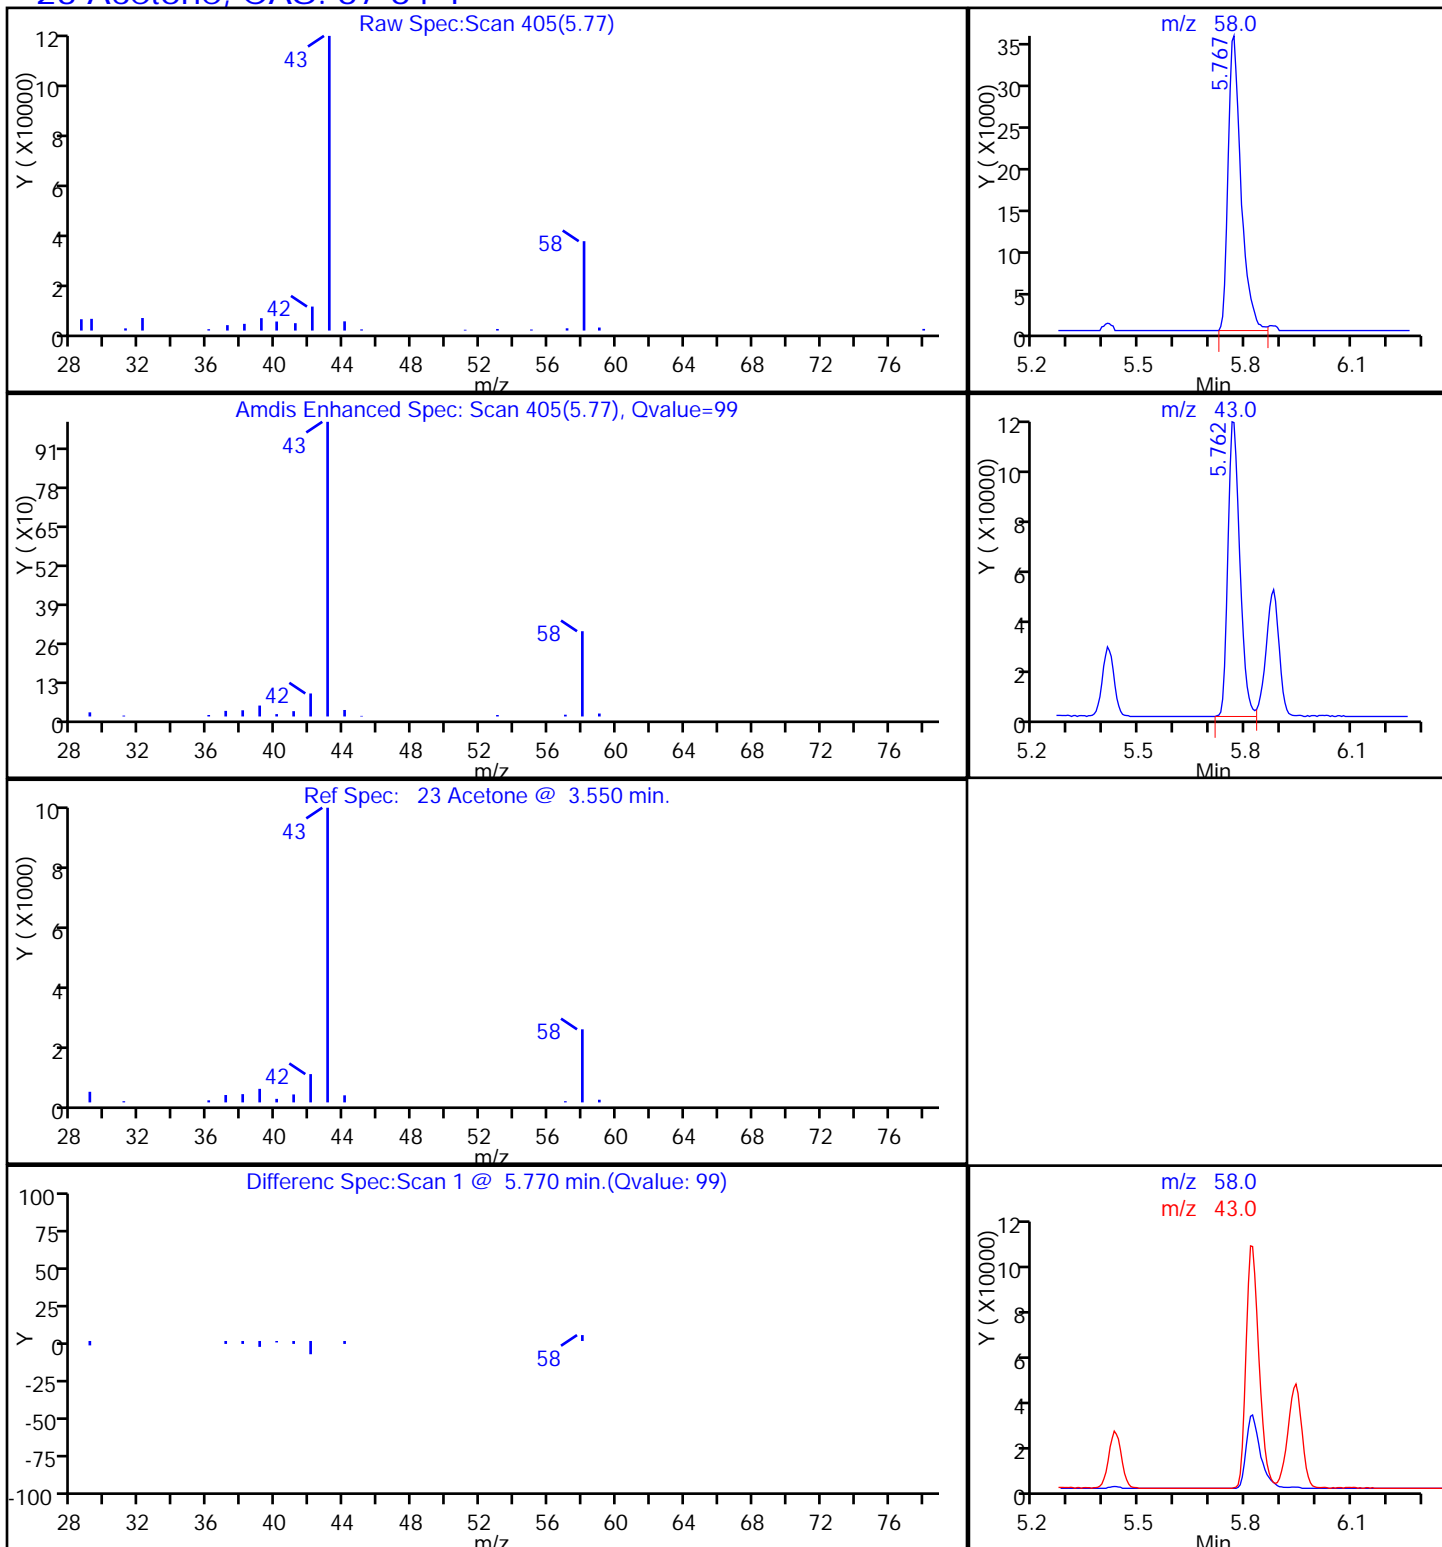 Raw Spec:Scan 405(5.77)
12
10
8
6
4
2
0
Y ( X10000)
43
42
58
28 32 36 40 44 48 52 56 60 64 68 72 76
m/z
m/z 58.0
35
30
25
20
15
10
5
0
Y ( X1000)
5.767
5.2 5.5 5.8 6.1
Min
Amdis Enhanced Spec: Scan 405(5.77), Qvalue=99
91
78
65
52
39
26
13
0
Y ( X10)
43
42
58
28 32 36 40 44 48 52 56 60 64 68 72 76
m/z
m/z 43.0
12
10
8
6
4
2
0
Y ( X10000)
5.762
5.2 5.5 5.8 6.1
Min
Ref Spec: 23 Acetone @ 3.550 min.
10
8
6
4
2
0
Y ( X1000)
43
42
58
28 32 36 40 44 48 52 56 60 64 68 72 76
m/z
Differenc Spec:Scan 1 @ 5.770 min.(Qvalue: 99)
100
75
50
25
0
-25
-50
-75
-100
Y
58
28 32 36 40 44 48 52 56 60 64 68 72 76
m/z
m/z 58.0
m/z 43.0
12
10
8
6
4
2
0
Y ( X10000)
5.2 5.5 5.8 6.1
Min